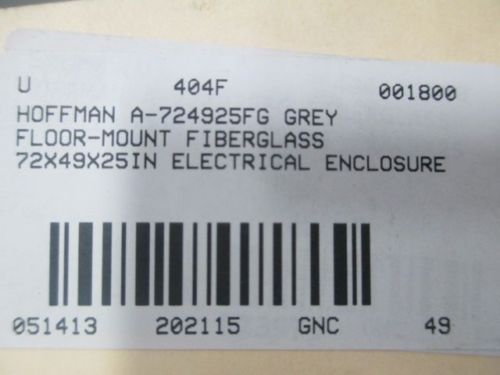 U 404F 001800
HOFFMAN A-724925FG GREY
FLOOR-MOUNT FIBERGLASS
72X49X25IN ELECTRICAL ENCLOSURE
051413 202115 GNC 49